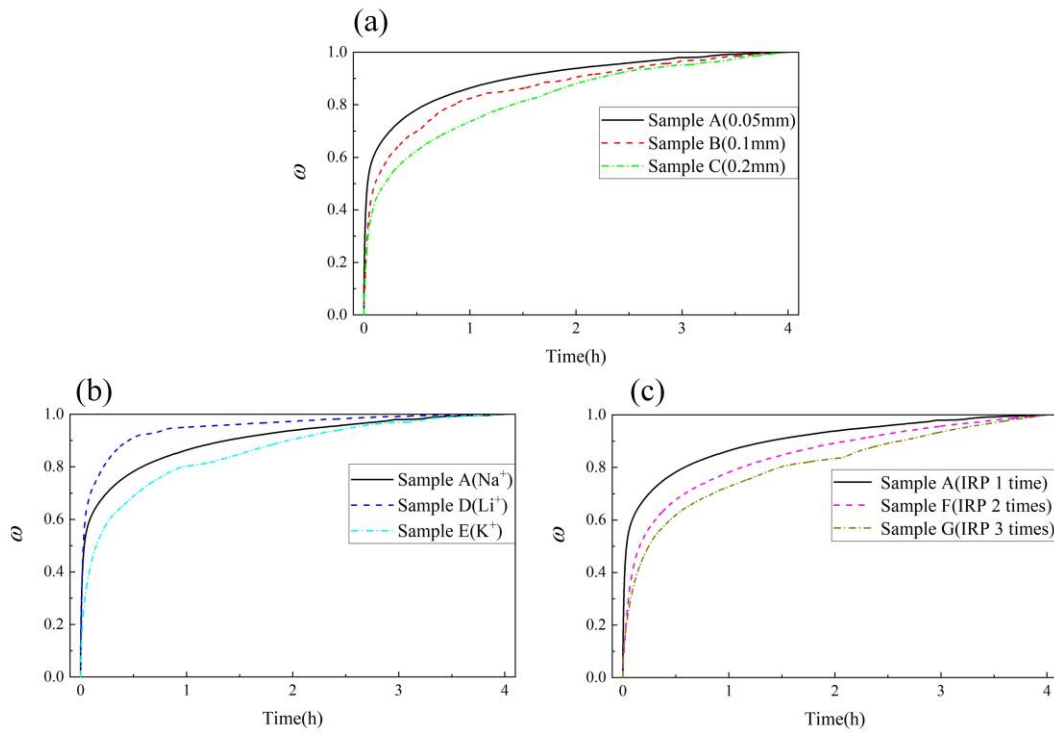 (a)
1.0
0.8
0.6
0.4
0.2
0.0
ω
Sample A(0.05mm)
Sample B(0.1mm)
Sample C(0.2mm)
0 1 2 3 4
Time(h)
(b)
1.0
0.8
0.6
0.4
0.2
0.0
ω
Sample A(Na⁺)
Sample D(Li⁺)
Sample E(K⁺)
0 1 2 3 4
Time(h)
(c)
1.0
0.8
0.6
0.4
0.2
0.0
ω
Sample A(IRP 1 time)
Sample F(IRP 2 times)
Sample G(IRP 3 times)
0 1 2 3 4
Time(h)